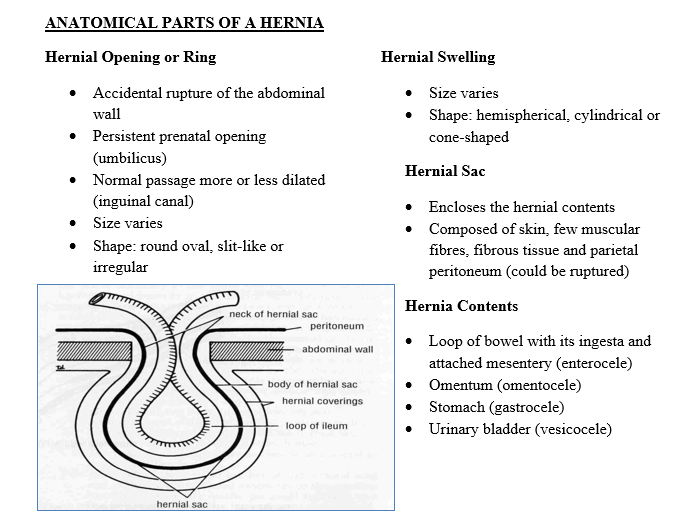 ANATOMICAL PARTS OF A HERNIA
Hernial Opening or Ring
• Accidental rupture of the abdominal
wall
• Persistent prenatal opening
(umbilicus)
• Normal passage more or less dilated
(inguinal canal)
• Size varies
• Shape: round oval, slit-like or
irregular
neck of hernial sac
peritoneum
abdominal wall
body of hernial sac
hernial coverings
loop of ileum
hernial sac
Hernial Swelling
• Size varies
• Shape: hemispherical, cylindrical or
cone-shaped
Hernial Sac
• Encloses the hernial contents
• Composed of skin, few muscular
fibres, fibrous tissue and parietal
peritoneum (could be ruptured)
Hernia Contents
• Loop of bowel with its ingesta and
attached mesentery (enterocele)
• Omentum (omentocele)
• Stomach (gastrocele)
• Urinary bladder (vesicocele)